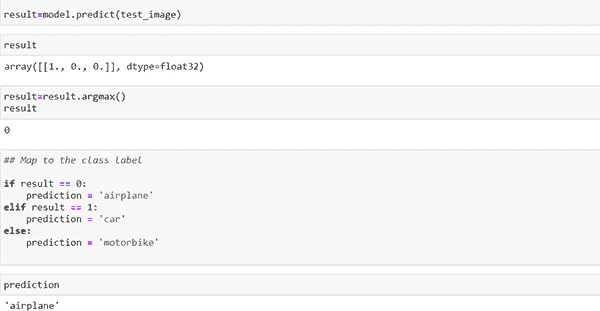 result=model.predict(test_image)
result
array([[1., 0., 0.]], dtype=float32)
result=result.argmax()
result
0
## Map to the class label
if result == 0:
    prediction = 'airplane'
elif result == 1:
    prediction = 'car'
else:
    prediction = 'motorbike'
prediction
'airplane'